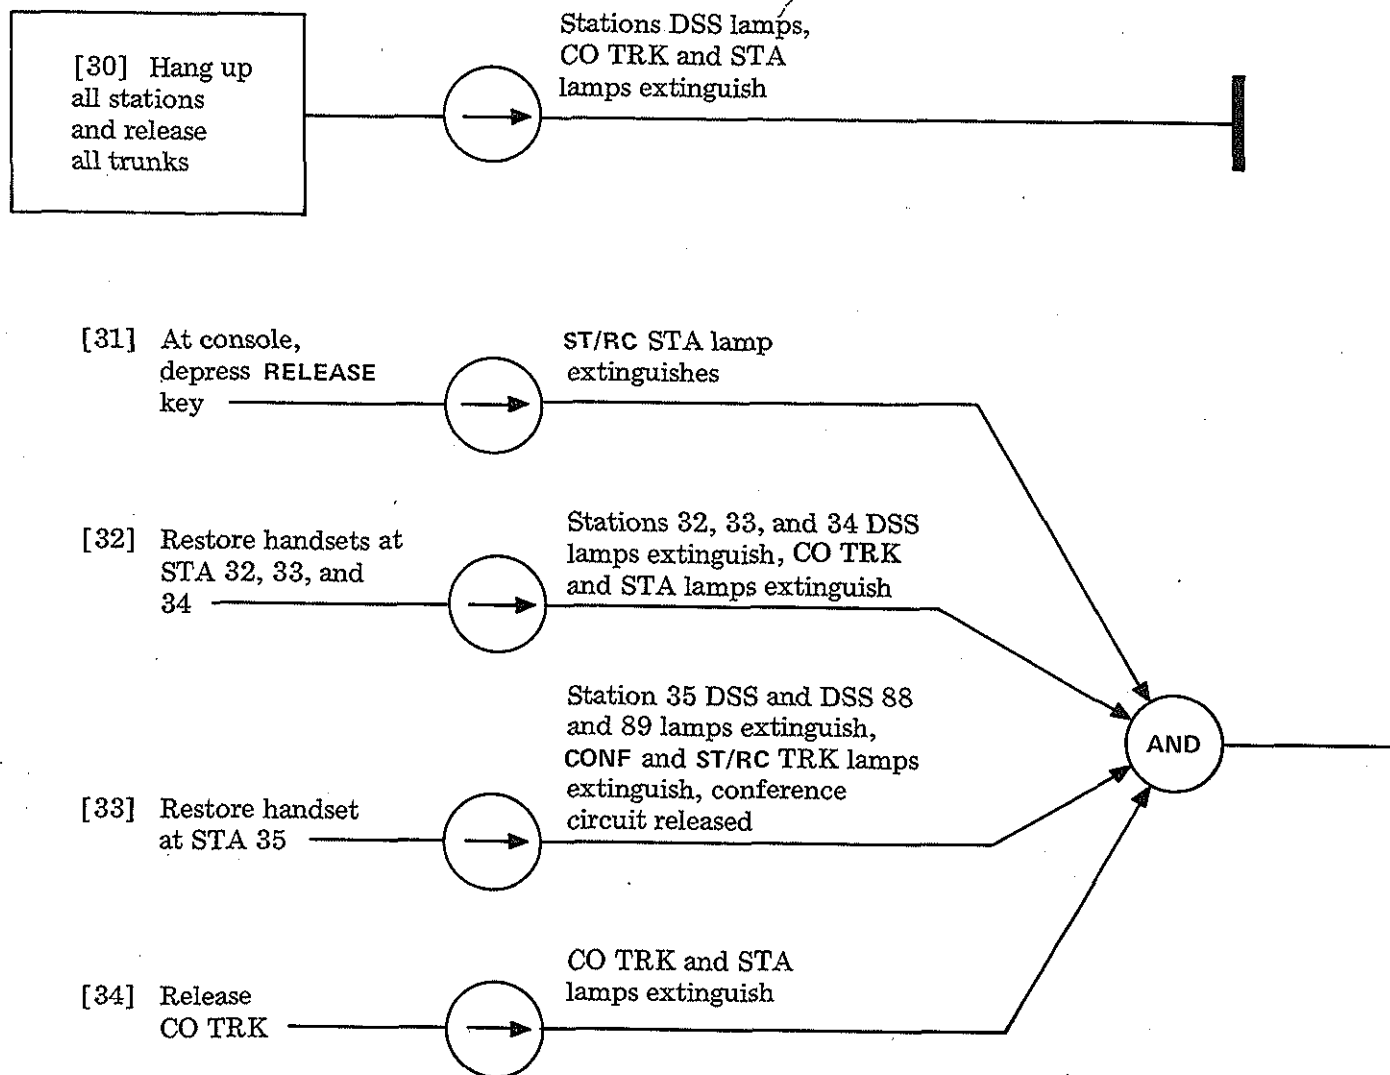 [30] Hang up
all stations
and release
all trunks
Stations DSS lamps,
CO TRK and STA
lamps extinguish
[31] At console,
depress RELEASE
key
ST/RC STA lamp
extinguishes
[32] Restore handsets at
STA 32, 33, and
34
Stations 32, 33, and 34 DSS
lamps extinguish, CO TRK
and STA lamps extinguish
[33] Restore handset
at STA 35
Station 35 DSS and DSS 88
and 89 lamps extinguish,
CONF and ST/RC TRK lamps
extinguish, conference
circuit released
AND
[34] Release
CO TRK
CO TRK and STA
lamps extinguish